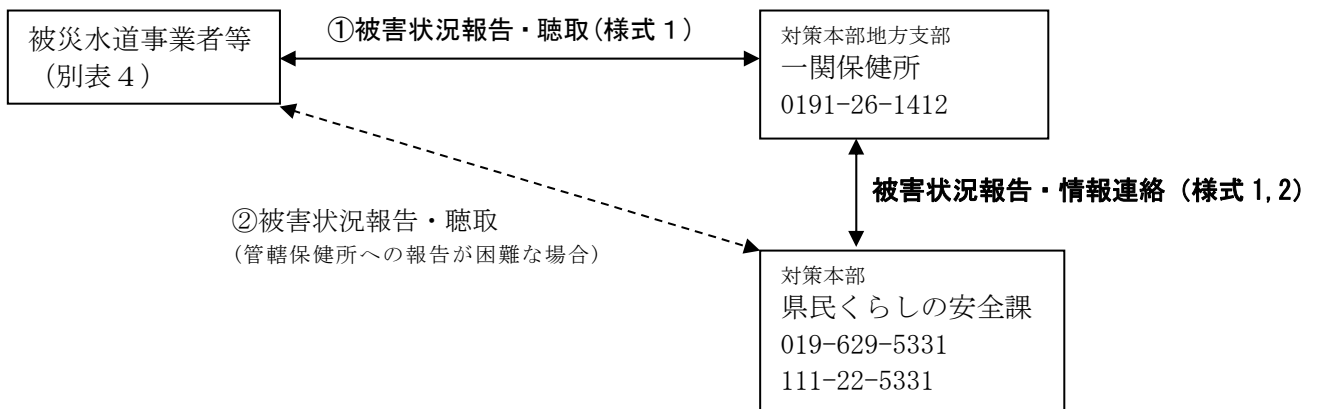 被災水道事業者等
（別表４）
①被害状況報告・聴取(様式１)
対策本部地方支部
一関保健所
0191-26-1412
被害状況報告・情報連絡（様式1,2）
②被害状況報告・聴取
(管轄保健所への報告が困難な場合)
対策本部
県民くらしの安全課
019-629-5331
111-22-5331